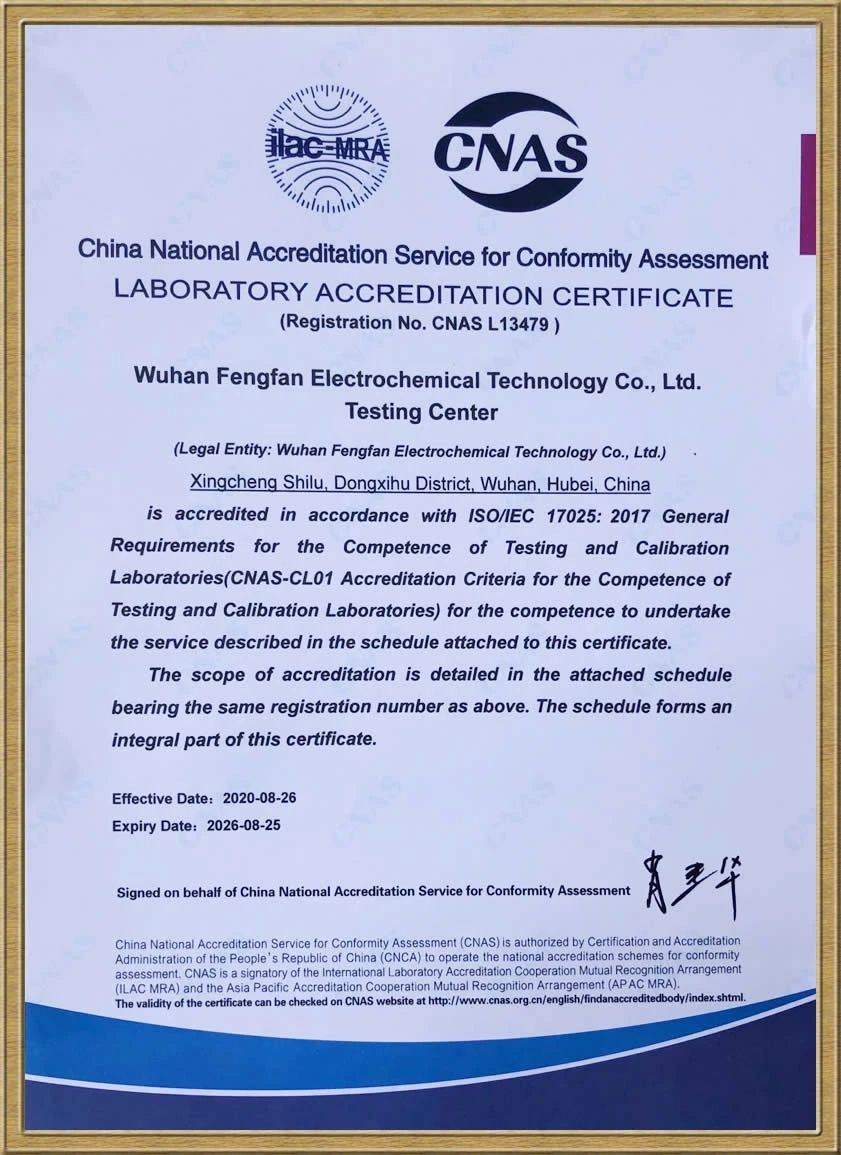 ilac-MRA
CNAS
China National Accreditation Service for Conformity Assessment
LABORATORY ACCREDITATION CERTIFICATE
(Registration No. CNAS L13479 )
Wuhan Fengfan Electrochemical Technology Co., Ltd.
Testing Center
(Legal Entity: Wuhan Fengfan Electrochemical Technology Co., Ltd.)
Xingcheng Shilu, Dongxihu District, Wuhan, Hubei, China
is accredited in accordance with ISO/IEC 17025: 2017 General
Requirements for the Competence of Testing and Calibration
Laboratories(CNAS-CL01 Accreditation Criteria for the Competence of
Testing and Calibration Laboratories) for the competence to undertake
the service described in the schedule attached to this certificate.
The scope of accreditation is detailed in the attached schedule
bearing the same registration number as above. The schedule forms an
integral part of this certificate.
Effective Date：2020-08-26
Expiry Date：2026-08-25
Signed on behalf of China National Accreditation Service for Conformity Assessment
China National Accreditation Service for Conformity Assessment (CNAS) is authorized by Certification and Accreditation
Administration of the People's Republic of China (CNCA) to operate the national accreditation schemes for conformity
assessment. CNAS is a signatory of the International Laboratory Accreditation Cooperation Mutual Recognition Arrangement
(ILAC MRA) and the Asia Pacific Accreditation Cooperation Mutual Recognition Arrangement (APAC MRA).
The validity of the certificate can be checked on CNAS website at http://www.cnas.org.cn/english/findanaccreditedbody/index.shtml.